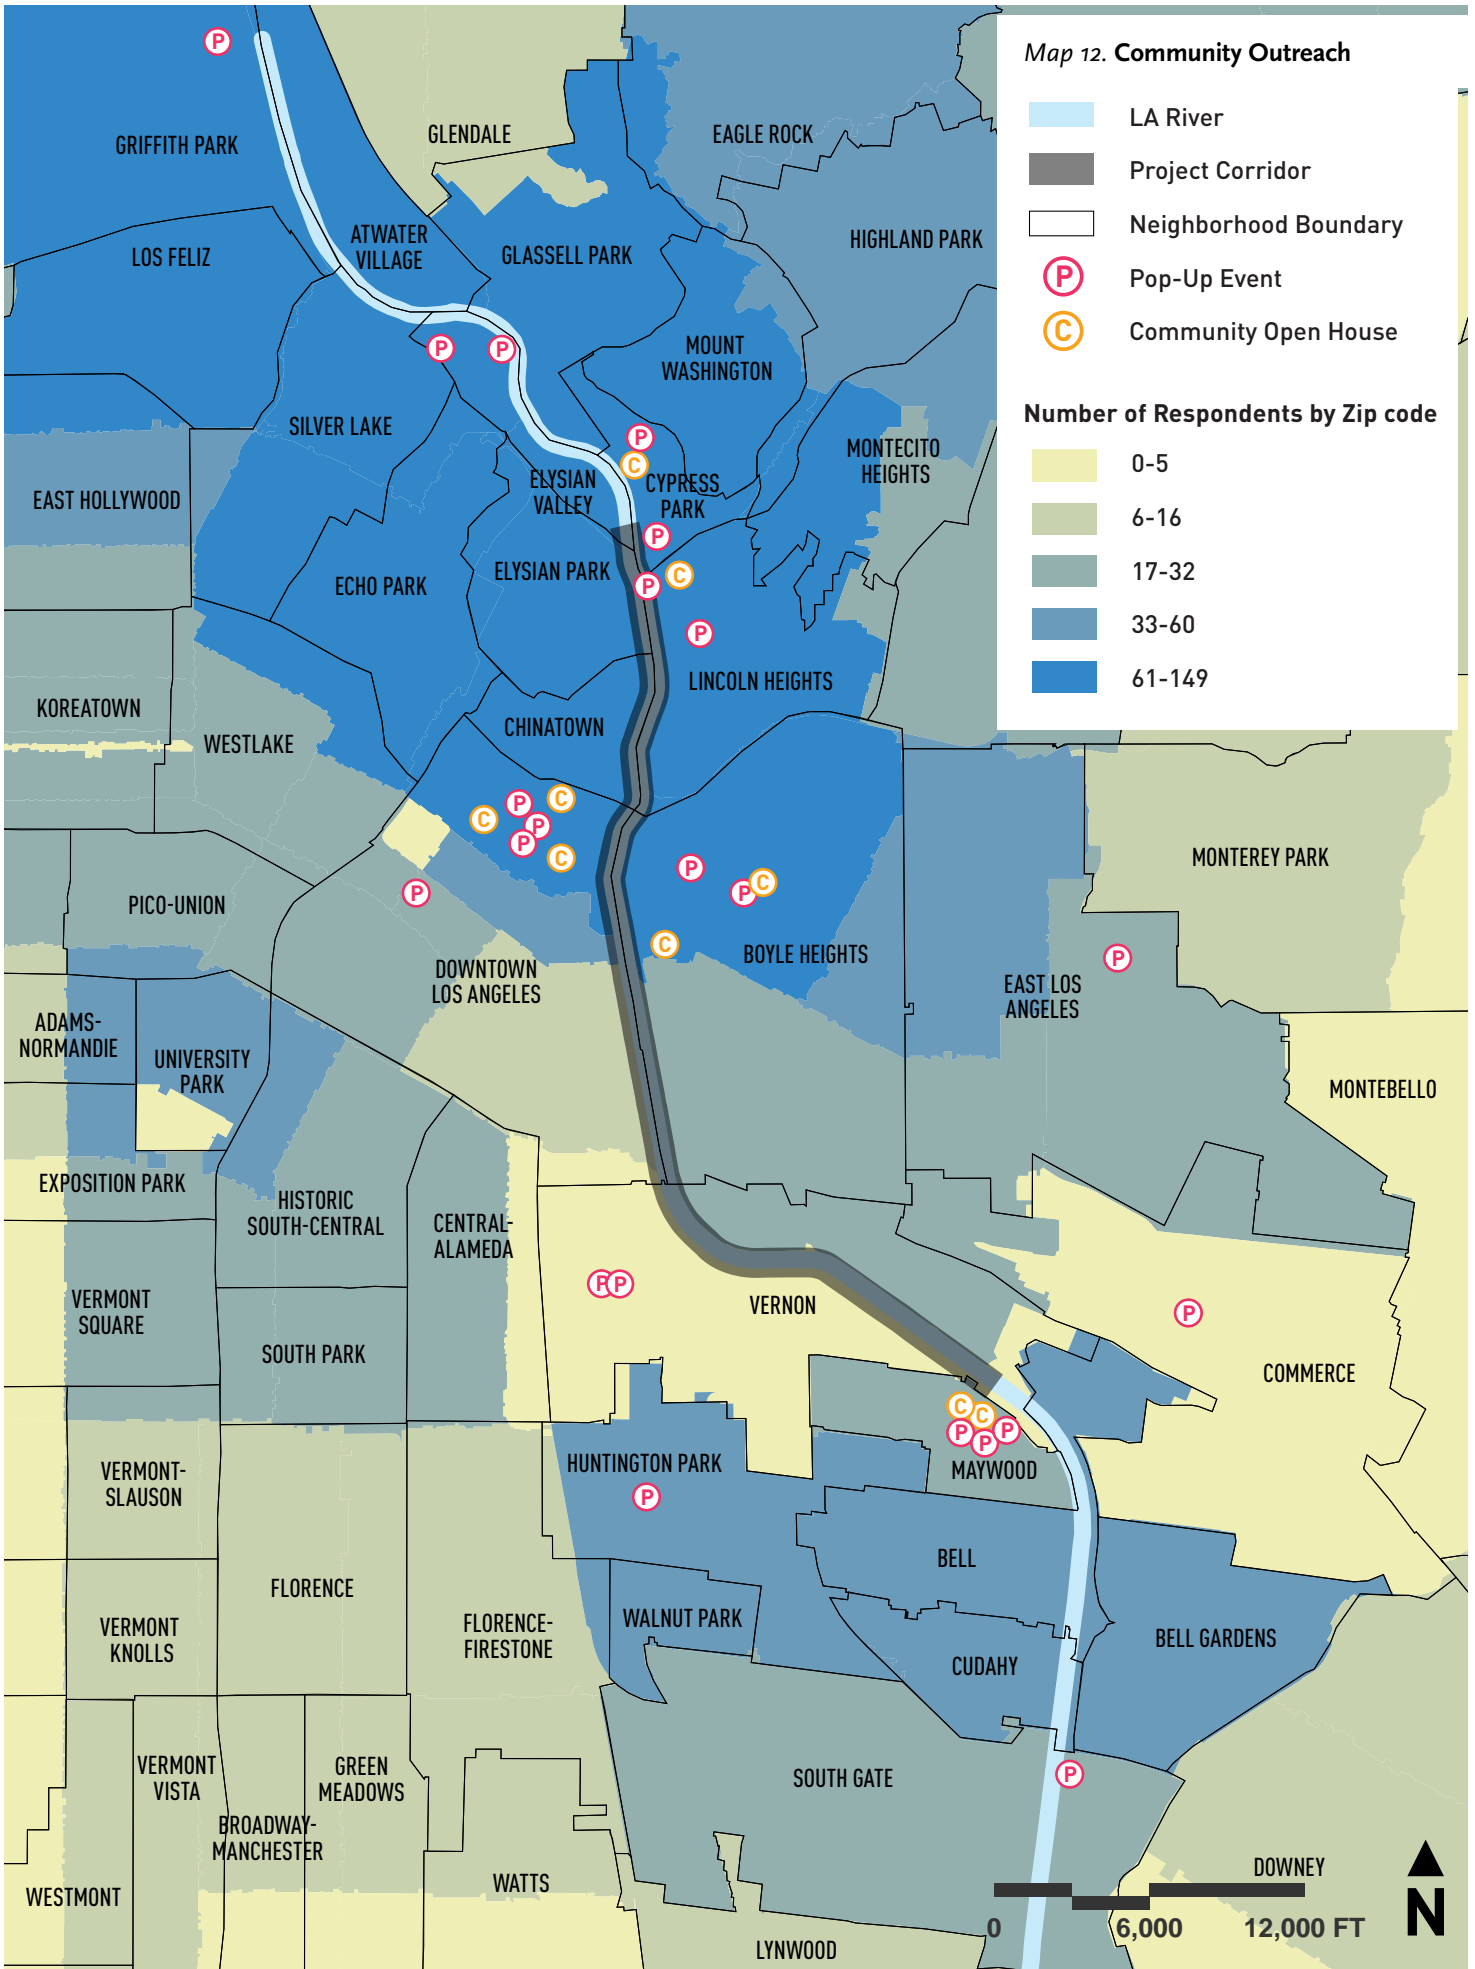 Map 12. Community Outreach
LA River
Project Corridor
Neighborhood Boundary
P Pop-Up Event
C Community Open House
Number of Respondents by Zip code
0-5
6-16
17-32
33-60
61-149
P
GRIFFITH PARK
GLENDALE
EAGLE ROCK
LOS FELIZ
ATWATER
VILLAGE
GLASSELL PARK
HIGHLAND PARK
P
P
MOUNT
WASHINGTON
SILVER LAKE
P
C
MONTECITO
HEIGHTS
EAST HOLLYWOOD
ELYSIAN
VALLEY
CYPRESS
PARK
P
ELYSIAN PARK
C
P
ECHO PARK
P
LINCOLN HEIGHTS
KOREATOWN
CHINATOWN
WESTLAKE
P
C
C
P
P
C
MONTEREY PARK
P
P
P
C
PICO-UNION
C
BOYLE HEIGHTS
P
DOWNTOWN
LOS ANGELES
EAST LOS
ANGELES
ADAMS-
NORMANDIE
UNIVERSITY
PARK
MONTEBELLO
EXPOSITION PARK
HISTORIC
SOUTH-CENTRAL
CENTRAL-
ALAMEDA
P
P
VERNON
P
VERMONT
SQUARE
SOUTH PARK
COMMERCE
C
C
P
P
P
MAYWOOD
HUNTINGTON PARK
P
VERMONT-
SLAUSON
BELL
FLORENCE
VERMONT
KNOLLS
FLORENCE-
FIRESTONE
WALNUT PARK
BELL GARDENS
CUDAHY
VERMONT
VISTA
GREEN
MEADOWS
SOUTH GATE
P
BROADWAY-
MANCHESTER
WESTMONT
WATTS
DOWNEY
LYNWOOD
0 6,000 12,000 FT
N